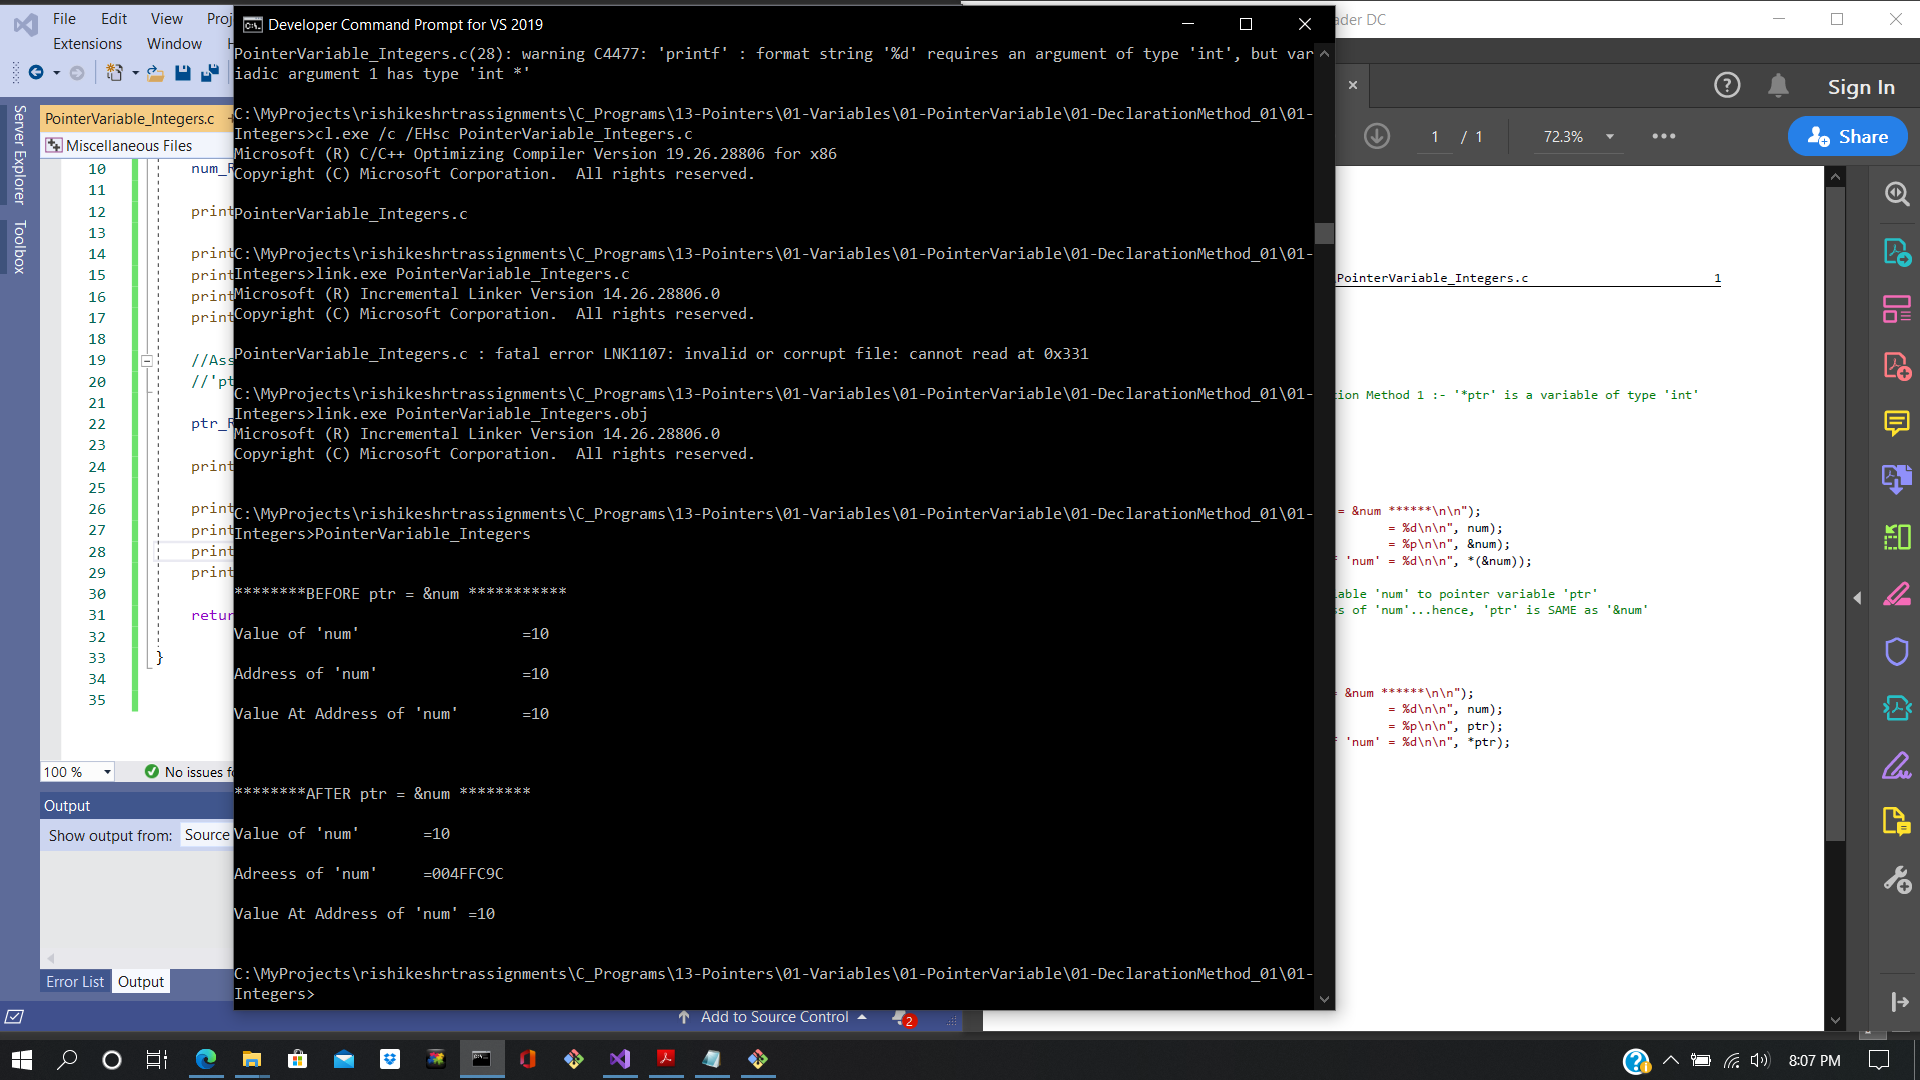 File Edit View Proj
Extensions Window
PointerVariable_Integers.c
Miscellaneous Files
Server Explorer
Toolbox
10 num_R
11
12 print
13
14 print
15 print
16 print
17 print
18
19 //Ass
20 //'pt
21
22 ptr_R
23
24 print
25
26 print
27 print
28 print
29 print
30
31 retur
32
33 }
34
35
100 % No issues fo
Output
Show output from: Source
Error List Output
Add to Source Control 2
Developer Command Prompt for VS 2019
PointerVariable_Integers.c(28): warning C4477: 'printf' : format string '%d' requires an argument of type 'int', but var
iadic argument 1 has type 'int *'
C:\MyProjects\rishikeshrtrassignments\C_Programs\13-Pointers\01-Variables\01-PointerVariable\01-DeclarationMethod_01\01-
Integers>cl.exe /c /EHsc PointerVariable_Integers.c
Microsoft (R) C/C++ Optimizing Compiler Version 19.26.28806 for x86
Copyright (C) Microsoft Corporation.  All rights reserved.
PointerVariable_Integers.c
C:\MyProjects\rishikeshrtrassignments\C_Programs\13-Pointers\01-Variables\01-PointerVariable\01-DeclarationMethod_01\01-
Integers>link.exe PointerVariable_Integers.c
Microsoft (R) Incremental Linker Version 14.26.28806.0
Copyright (C) Microsoft Corporation.  All rights reserved.
PointerVariable_Integers.c : fatal error LNK1107: invalid or corrupt file: cannot read at 0x331
C:\MyProjects\rishikeshrtrassignments\C_Programs\13-Pointers\01-Variables\01-PointerVariable\01-DeclarationMethod_01\01-
Integers>link.exe PointerVariable_Integers.obj
Microsoft (R) Incremental Linker Version 14.26.28806.0
Copyright (C) Microsoft Corporation.  All rights reserved.
C:\MyProjects\rishikeshrtrassignments\C_Programs\13-Pointers\01-Variables\01-PointerVariable\01-DeclarationMethod_01\01-
Integers>PointerVariable_Integers
********BEFORE ptr = &num ***********
Value of 'num' =10
Address of 'num' =10
Value At Address of 'num' =10
********AFTER ptr = &num ********
Value of 'num' =10
Adreess of 'num' =004FFC9C
Value At Address of 'num' =10
C:\MyProjects\rishikeshrtrassignments\C_Programs\13-Pointers\01-Variables\01-PointerVariable\01-DeclarationMethod_01\01-
Integers>
ader DC
Sign In
1 / 1 72.3% Share
PointerVariable_Integers.c 1
ion Method 1 :- '*ptr' is a variable of type 'int'
= &num ******\n\n");
= %d\n\n", num);
= %p\n\n", &num);
'num' = %d\n\n", *(&num));
able 'num' to pointer variable 'ptr'
s of 'num'...hence, 'ptr' is SAME as '&num'
= &num ******\n\n");
= %d\n\n", num);
= %p\n\n", ptr);
'num' = %d\n\n", *ptr);
8:07 PM